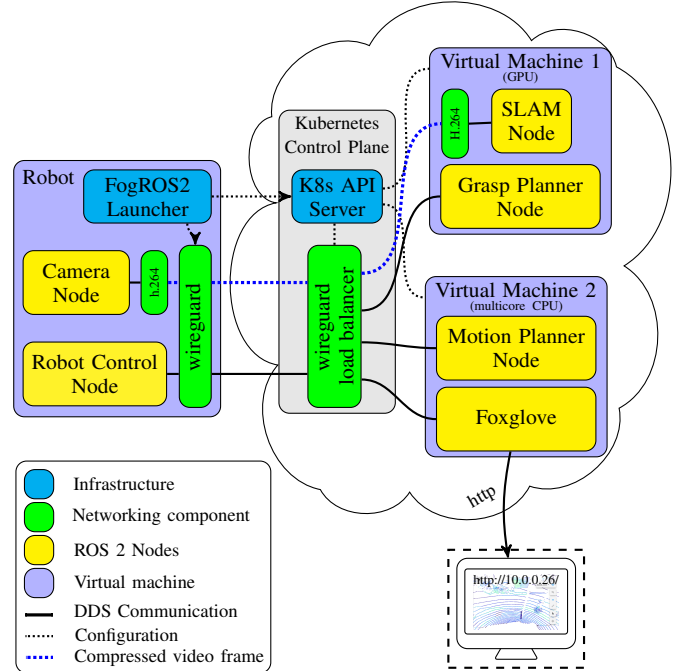 Virtual Machine 1
(GPU)
H.264
SLAM
Node
Grasp Planner
Node
Kubernetes
Control Plane
K8s API
Server
wireguard
load balancer
Robot
FogROS2
Launcher
Camera
Node
h.264
wireguard
Robot Control
Node
Virtual Machine 2
(multicore CPU)
Motion Planner
Node
Foxglove
http
http://10.0.0.26/
Infrastructure
Networking component
ROS 2 Nodes
Virtual machine
DDS Communication
Configuration
Compressed video frame